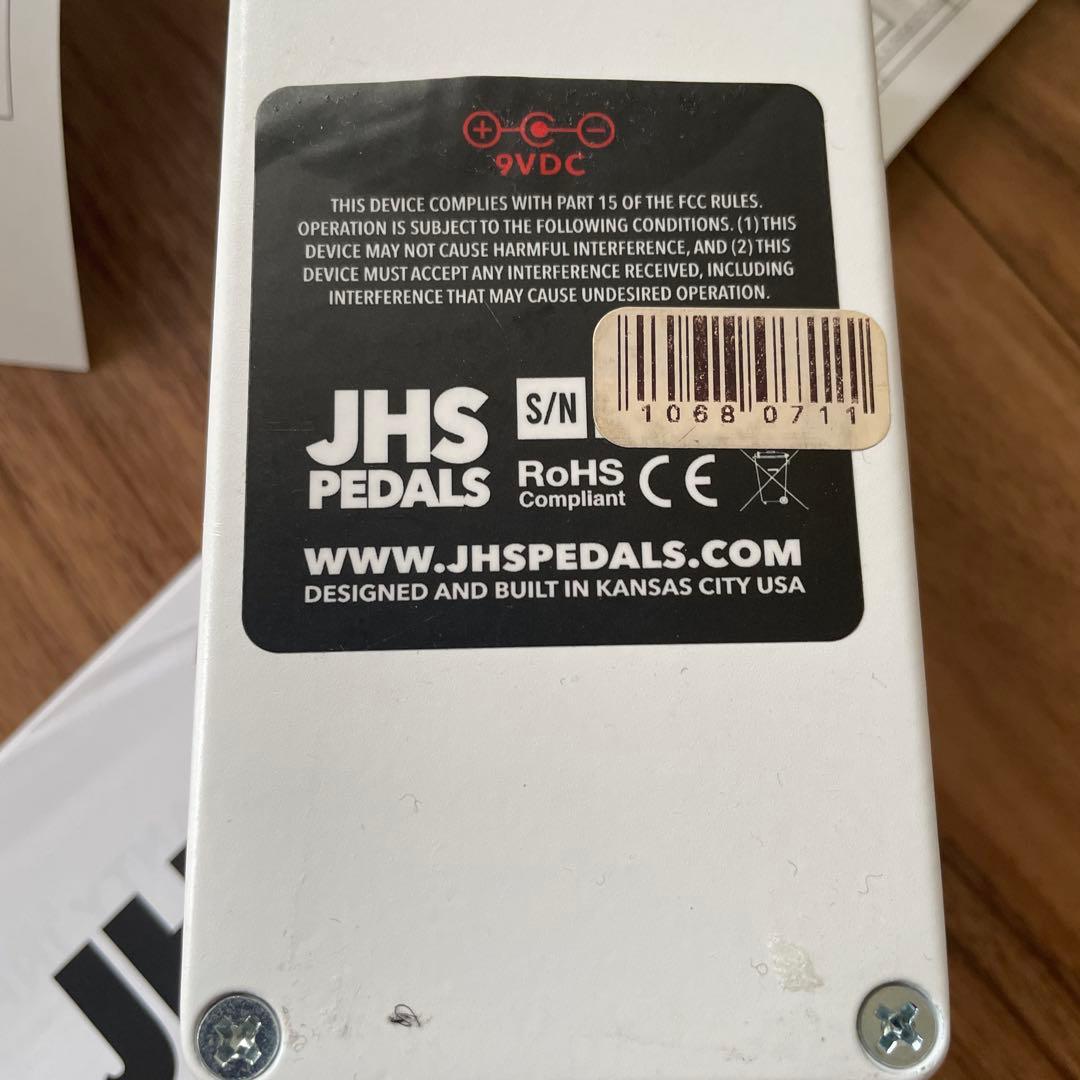 9VDC
THIS DEVICE COMPLIES WITH PART 15 OF THE FCC RULES.
OPERATION IS SUBJECT TO THE FOLLOWING CONDITIONS. (1) THIS
DEVICE MAY NOT CAUSE HARMFUL INTERFERENCE, AND (2) THIS
DEVICE MUST ACCEPT ANY INTERFERENCE RECEIVED, INCLUDING
INTERFERENCE THAT MAY CAUSE UNDESIRED OPERATION.
JHS
PEDALS
S/N
1068 0711
RoHS
Compliant
CE
WWW.JHSPEDALS.COM
DESIGNED AND BUILT IN KANSAS CITY USA
JH